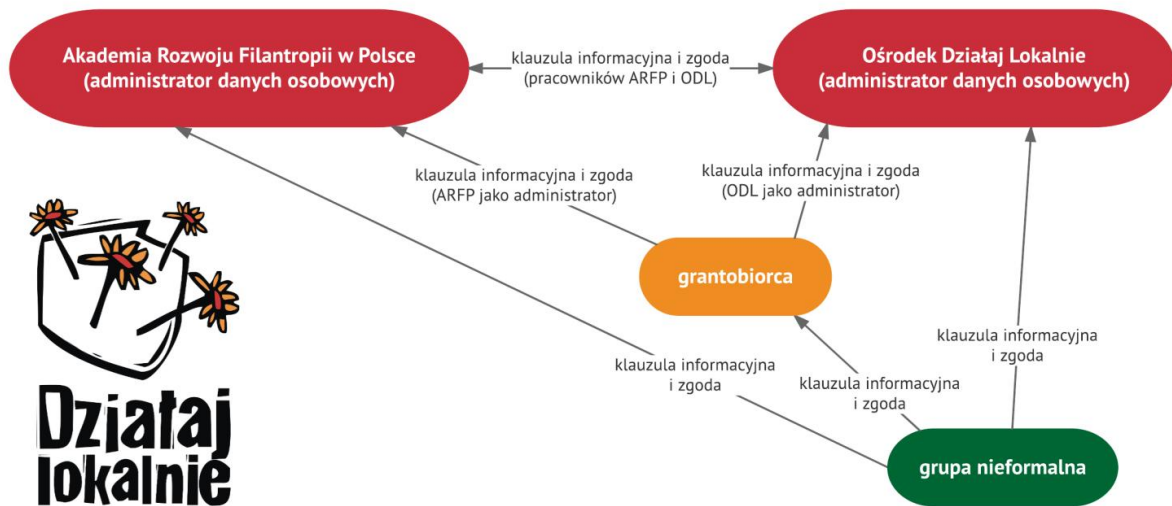 Akademia Rozwoju Filantropii w Polsce
(administrator danych osobowych)
klauzula informacyjna i zgoda
(pracowników ARFP i ODL)
Ośrodek Działaj Lokalnie
(administrator danych osobowych)
klauzula informacyjna i zgoda
(ARFP jako administrator)
klauzula informacyjna i zgoda
(ODL jako administrator)
grantobiorca
klauzula informacyjna
i zgoda
klauzula informacyjna
i zgoda
klauzula informacyjna
i zgoda
grupa nieformalna
Działaj
lokalnie